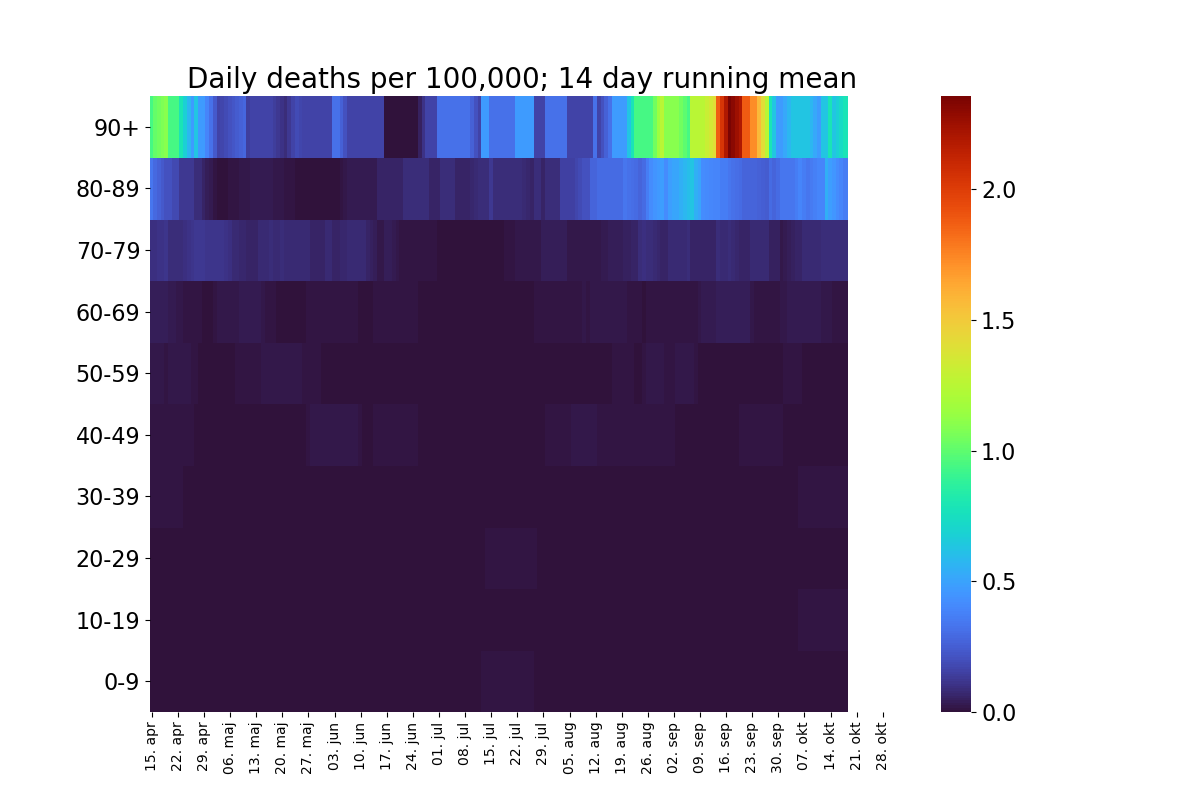 Daily deaths per 100,000; 14 day running mean
90+
80-89
70-79
60-69
50-59
40-49
30-39
20-29
10-19
0-9
2.0
1.5
1.0
0.5
0.0
15. apr
22. apr
29. apr
06. maj
13. maj
20. maj
27. maj
03. jun
10. jun
17. jun
24. jun
01. jul
08. jul
15. jul
22. jul
29. jul
05. aug
12. aug
19. aug
26. aug
02. sep
09. sep
16. sep
23. sep
30. sep
07. okt
14. okt
21. okt
28. okt